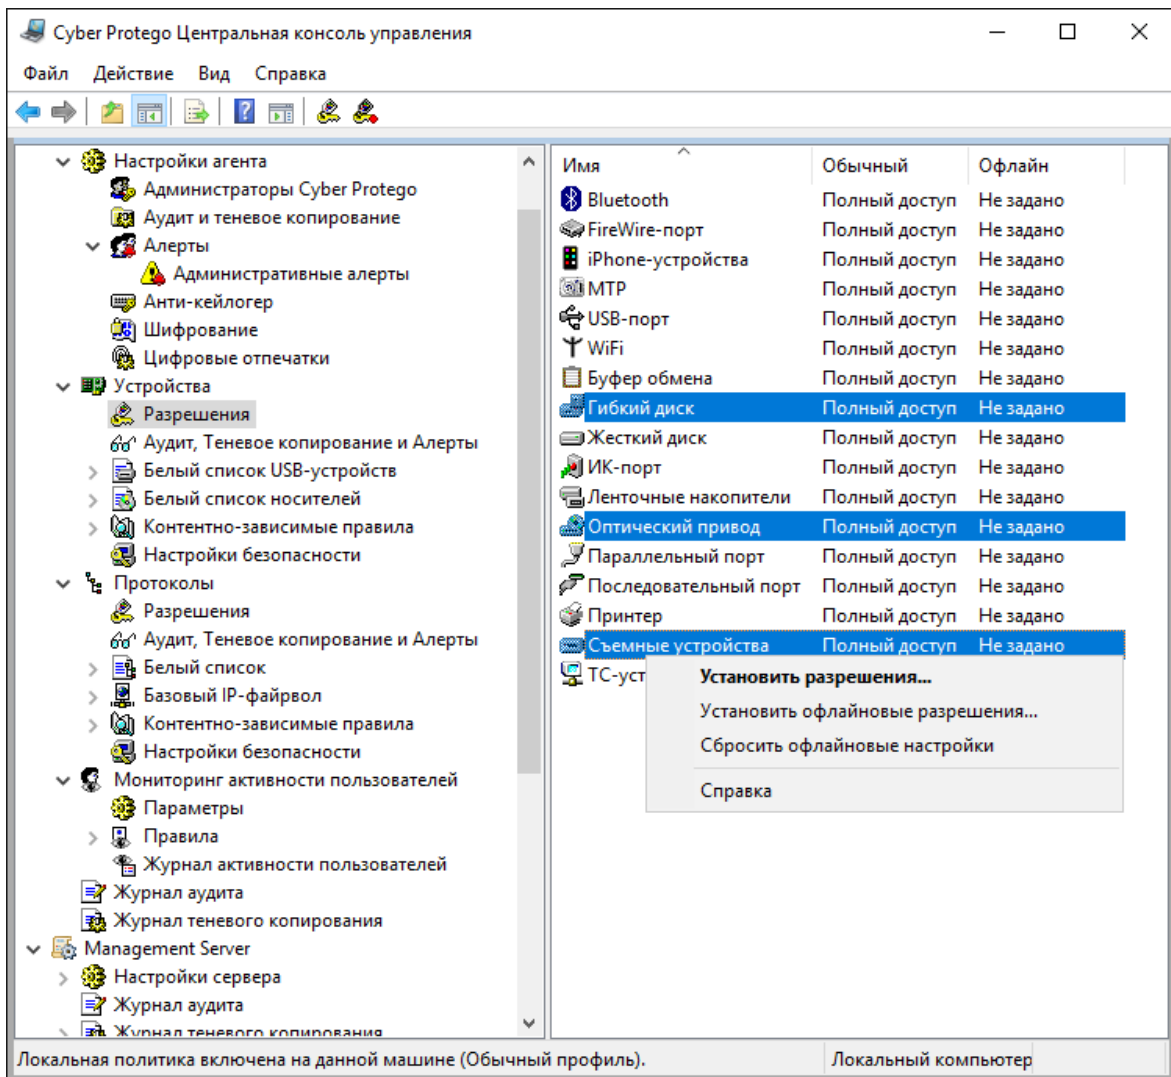 Cyber Protego Центральная консоль управления
Файл Действие Вид Справка
Настройки агента
Администраторы Cyber Protego
Аудит и теневое копирование
Алерты
Административные алерты
Анти-кейлогер
Шифрование
Цифровые отпечатки
Устройства
Разрешения
Аудит, Теневое копирование и Алерты
Белый список USB-устройств
Белый список носителей
Контентно-зависимые правила
Настройки безопасности
Протоколы
Разрешения
Аудит, Теневое копирование и Алерты
Белый список
Базовый IP-файрвол
Контентно-зависимые правила
Настройки безопасности
Мониторинг активности пользователей
Параметры
Правила
Журнал активности пользователей
Журнал аудита
Журнал теневого копирования
Management Server
Настройки сервера
Журнал аудита
Журнал теневого копирования
Имя Обычный Офлайн
Bluetooth Полный доступ Не задано
FireWire-порт Полный доступ Не задано
iPhone-устройства Полный доступ Не задано
MTP Полный доступ Не задано
USB-порт Полный доступ Не задано
WiFi Полный доступ Не задано
Буфер обмена Полный доступ Не задано
Гибкий диск Полный доступ Не задано
Жесткий диск Полный доступ Не задано
ИК-порт Полный доступ Не задано
Ленточные накопители Полный доступ Не задано
Оптический привод Полный доступ Не задано
Параллельный порт Полный доступ Не задано
Последовательный порт Полный доступ Не задано
Принтер Полный доступ Не задано
Съемные устройства Полный доступ Не задано
ТС-уст
Установить разрешения...
Установить офлайновые разрешения...
Сбросить офлайновые настройки
Справка
Локальная политика включена на данной машине (Обычный профиль). Локальный компьютер